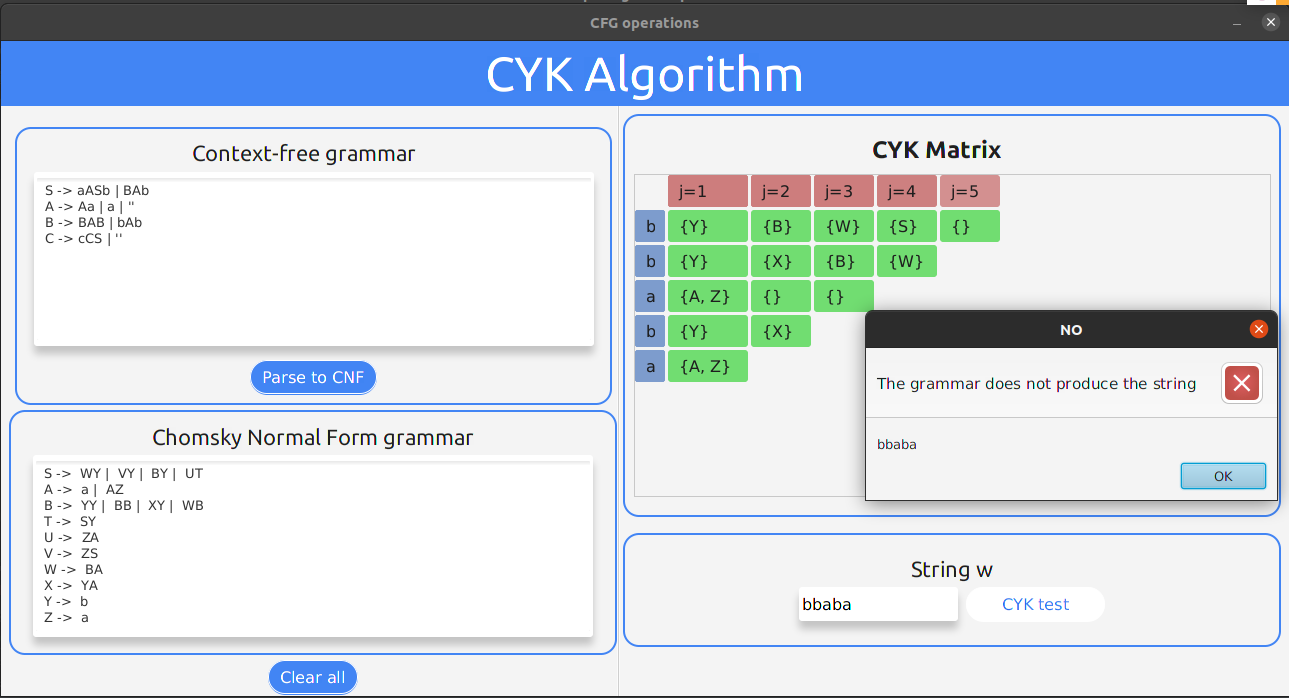 CFG operations
CYK Algorithm
Context-free grammar
S -> aASb | BAb
A -> Aa | a | "
B -> BAB | bAb
C -> cCS | ''
Parse to CNF
Chomsky Normal Form grammar
S -> WY | VY | BY | UT
A -> a | AZ
B -> YY | BB | XY | WB
T -> SY
U -> ZA
V -> ZS
W -> BA
X -> YA
Y -> b
Z -> a
Clear all
CYK Matrix
j=1 j=2 j=3 j=4 j=5
b {Y} {B} {W} {S} {}
b {Y} {X} {B} {W}
a {A, Z} {} {}
b {Y} {X}
a {A, Z}
NO
The grammar does not produce the string
bbaba
OK
String w
bbaba CYK test